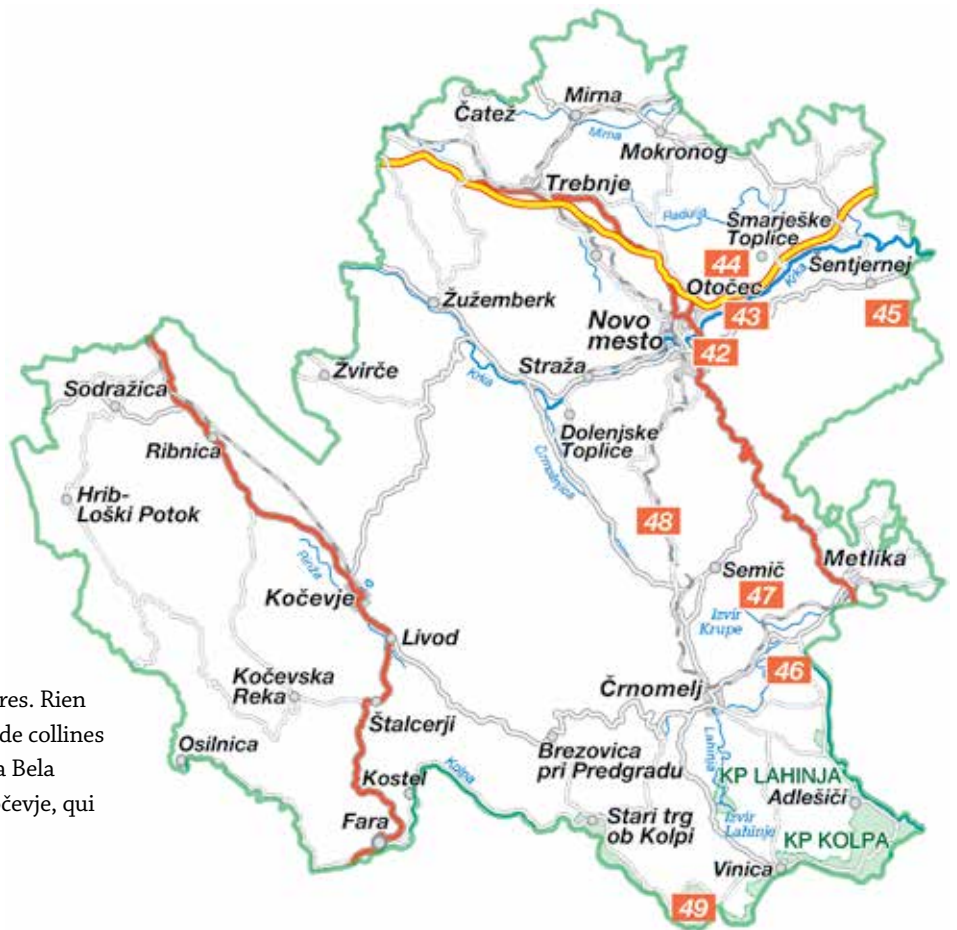 Čatež
Mirna
Mirna
Mokronog
Trebnje
Radulja
Šmarješke
Toplice
44
Krka
Šentjernej
Otočec
43
45
Žužemberk
Novo
mesto
42
Straža
Krka
Žvirče
Sodražica
Ribnica
Dolenjske
Toplice
Črmošnjica
Hrib-
Loški Potok
48
Metlika
Semič
47
Rinža
Kočevje
Izvir
Krupe
Livod
46
Kočevska
Reka
Črnomelj
Štalcerji
res. Rien
de collines
a Bela
očevje, qui
Osilnica
Brezovica
pri Predgradu
Lahinja
KP LAHINJA
Adlešiči
Kostel
Kolpa
Fara
Stari trg
ob Kolpi
Izvir
Lahinje
KP KOLPA
Vinica
49